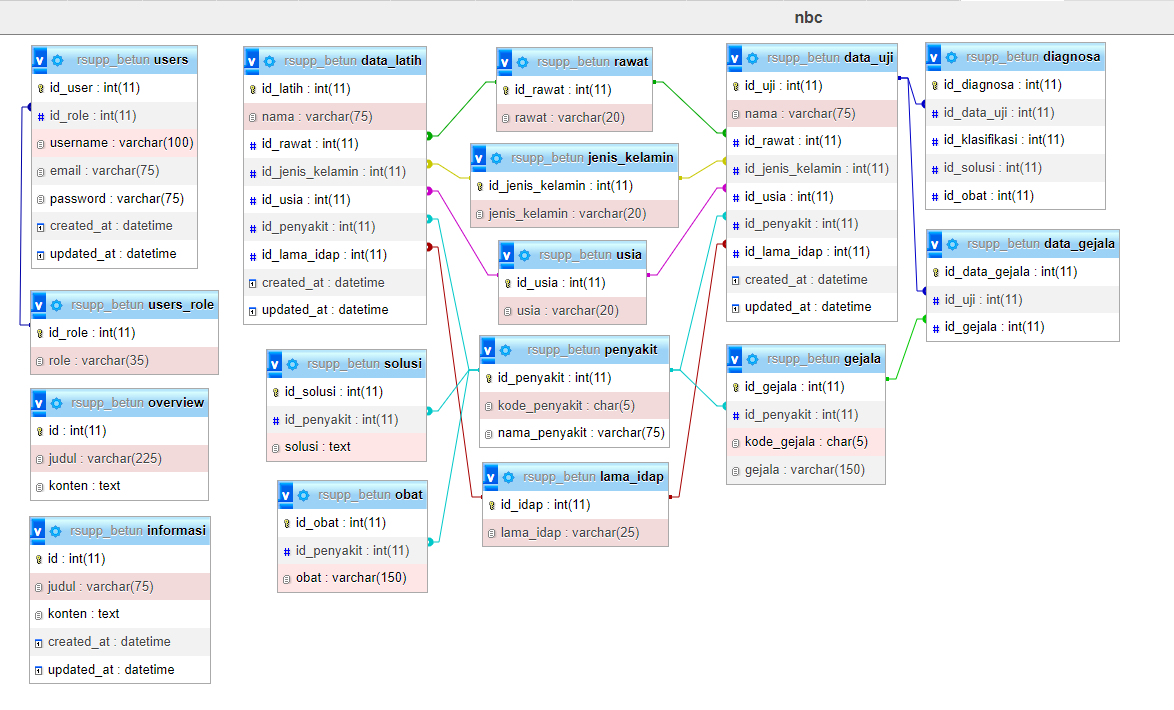 nbc
v rsupp_betun users
id_user : int(11)
# id_role : int(11)
username : varchar(100)
email : varchar(75)
password : varchar(75)
created_at : datetime
updated_at : datetime
v rsupp_betun users_role
id_role : int(11)
role : varchar(35)
v rsupp_betun overview
id : int(11)
judul : varchar(225)
konten : text
v rsupp_betun informasi
id : int(11)
judul : varchar(75)
konten : text
created_at : datetime
updated_at : datetime
v rsupp_betun data_latih
id_latih : int(11)
nama : varchar(75)
# id_rawat : int(11)
# id_jenis_kelamin : int(11)
# id_usia : int(11)
# id_penyakit : int(11)
# id_lama_idap : int(11)
created_at : datetime
updated_at : datetime
v rsupp_betun solusi
id_solusi : int(11)
# id_penyakit : int(11)
solusi : text
v rsupp_betun obat
id_obat : int(11)
# id_penyakit : int(11)
obat : varchar(150)
v rsupp_betun rawat
id_rawat : int(11)
rawat : varchar(20)
v rsupp_betun jenis_kelamin
id_jenis_kelamin : int(11)
jenis_kelamin : varchar(20)
v rsupp_betun usia
id_usia : int(11)
usia : varchar(20)
v rsupp_betun penyakit
id_penyakit : int(11)
kode_penyakit : char(5)
nama_penyakit : varchar(75)
v rsupp_betun lama_idap
id_idap : int(11)
lama_idap : varchar(25)
v rsupp_betun data_uji
id_uji : int(11)
nama : varchar(75)
# id_rawat : int(11)
# id_jenis_kelamin : int(11)
# id_usia : int(11)
# id_penyakit : int(11)
# id_lama_idap : int(11)
created_at : datetime
updated_at : datetime
v rsupp_betun gejala
id_gejala : int(11)
# id_penyakit : int(11)
kode_gejala : char(5)
gejala : varchar(150)
v rsupp_betun diagnosa
id_diagnosa : int(11)
# id_data_uji : int(11)
# id_klasifikasi : int(11)
# id_solusi : int(11)
# id_obat : int(11)
v rsupp_betun data_gejala
id_data_gejala : int(11)
# id_uji : int(11)
# id_gejala : int(11)